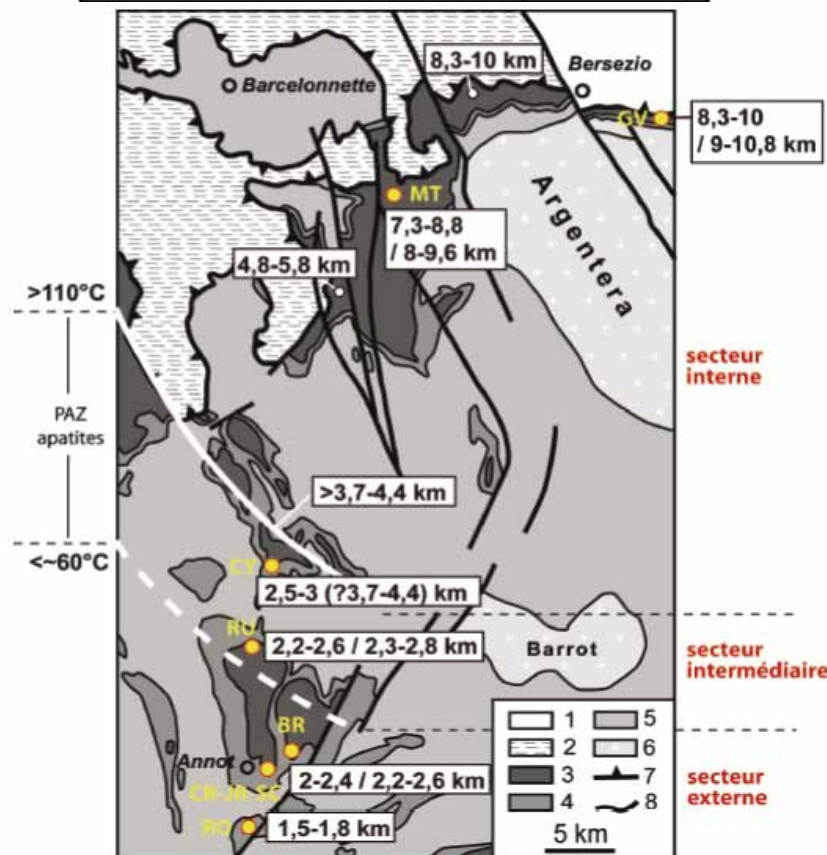 8,3-10 km
Bersezio
Barcelonnette
GV
8,3-10
/ 9-10,8 km
MT
Argentera
7,3-8,8
/ 8-9,6 km
4,8-5,8 km
>110°C
secteur
interne
PAZ
apatites
>3,7-4,4 km
<~60°C
CY
2,5-3 (?3,7-4,4) km
RU
2,2-2,6 / 2,3-2,8 km
Barrot
secteur
intermédiaire
BR
1
5
2
6
Annot
3
7
CB-JR-SC
2-2,4 / 2,2-2,6 km
4
8
secteur
externe
RO
1,5-1,8 km
5 km